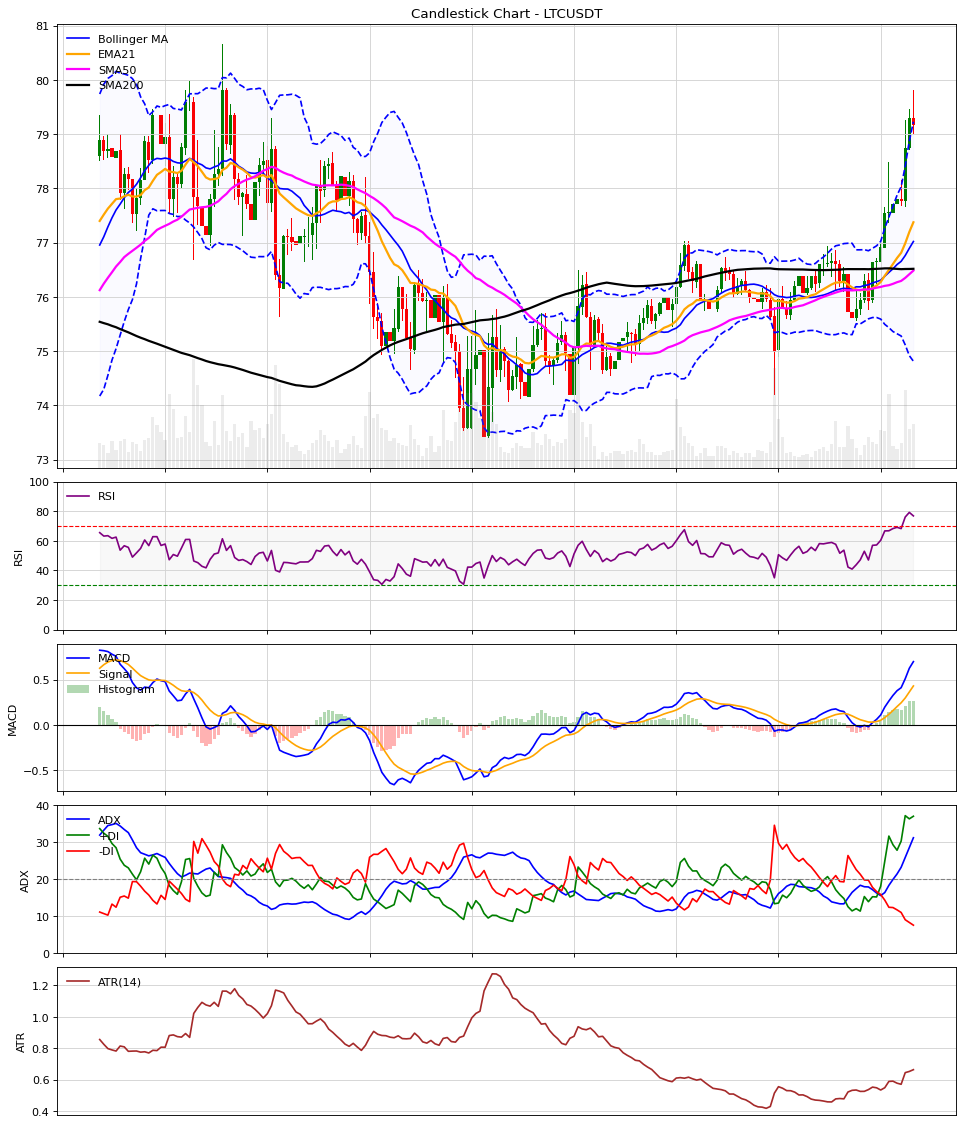 Candlestick Chart - LTCUSDT
81
80
79
78
77
76
75
74
73
Bollinger MA
EMA21
SMA50
SMA200
100
80
60
40
20
0
RSI
RSI
0.5
0.0
−0.5
MACD
MACD
Signal
Histogram
40
30
20
10
0
ADX
ADX
+DI
-DI
1.2
1.0
0.8
0.6
0.4
ATR
ATR(14)